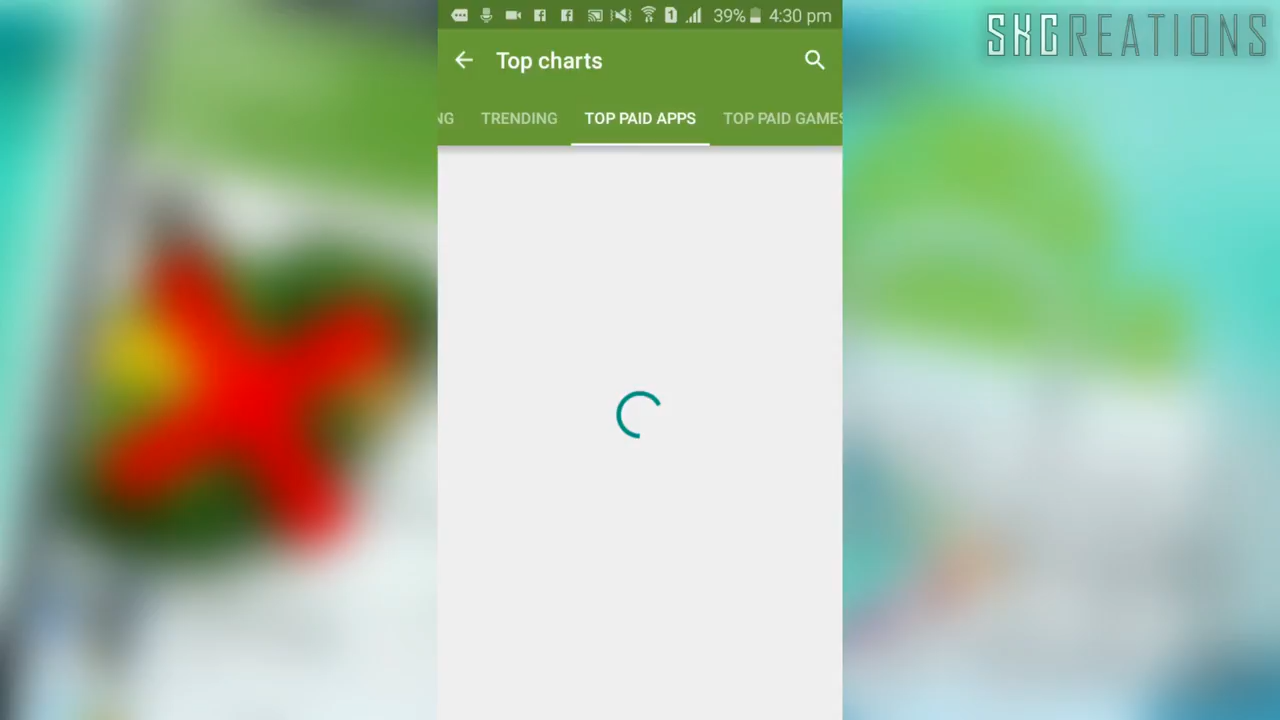 39% 4:30 pm
SKCREATIONS
Top charts
NG TRENDING TOP PAID APPS TOP PAID GAMES